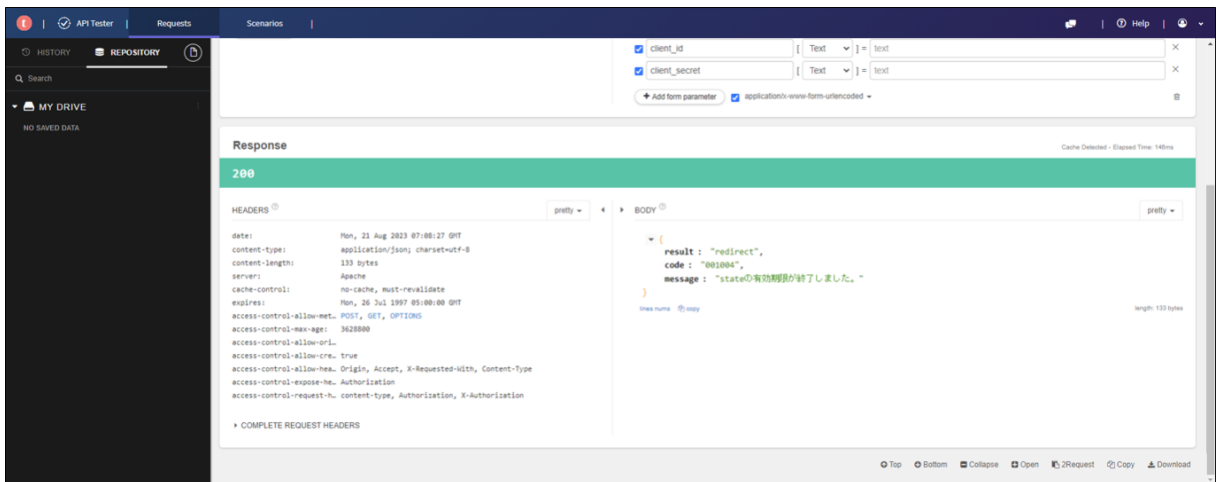 API Tester
Requests
Scenarios
Help
HISTORY
REPOSITORY
Search
MY DRIVE
NO SAVED DATA
client_id [ Text ] = text
client_secret [ Text ] = text
+ Add form parameter application/x-www-form-urlencoded
Response
Cache Detected - Elapsed Time: 146ms
200
HEADERS ?
pretty
date: Mon, 21 Aug 2023 07:08:27 GMT
content-type: application/json; charset=utf-8
content-length: 133 bytes
server: Apache
cache-control: no-cache, must-revalidate
expires: Mon, 26 Jul 1997 05:00:00 GMT
access-control-allow-met… POST, GET, OPTIONS
access-control-max-age: 3628800
access-control-allow-ori…
access-control-allow-cre… true
access-control-allow-hea… Origin, Accept, X-Requested-With, Content-Type
access-control-expose-he… Authorization
access-control-request-h… content-type, Authorization, X-Authorization
COMPLETE REQUEST HEADERS
BODY ?
pretty
{
result : "redirect",
code : "001004",
message : "stateの有効期限が終了しました。"
}
lines nums copy
length: 133 bytes
Top Bottom Collapse Open 2Request Copy Download